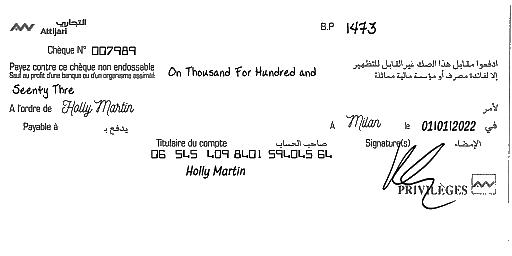 التجاري
Attijari
B.P 1473
Chèque N° 007989
Payez contre ce chèque non endossable
Sauf au profit d'une banque ou d'un organisme assimilé
On Thousand For Hundred and
ادفعوا مقابل هذا الصك غير القابل للتظهير
إلا لفائدة مصرف أو مؤسسة مالية مماثلة
Seenty Thre
A l'ordre de Holly Martin
لأمر
Payable à يدفع بـ
A Milan le 01/01/2022 في
Titulaire du compte صاحب الحساب
Signature(s) الإمضاء
06 545 409 8401 594045 64
Holly Martin
PRIVILÈGES